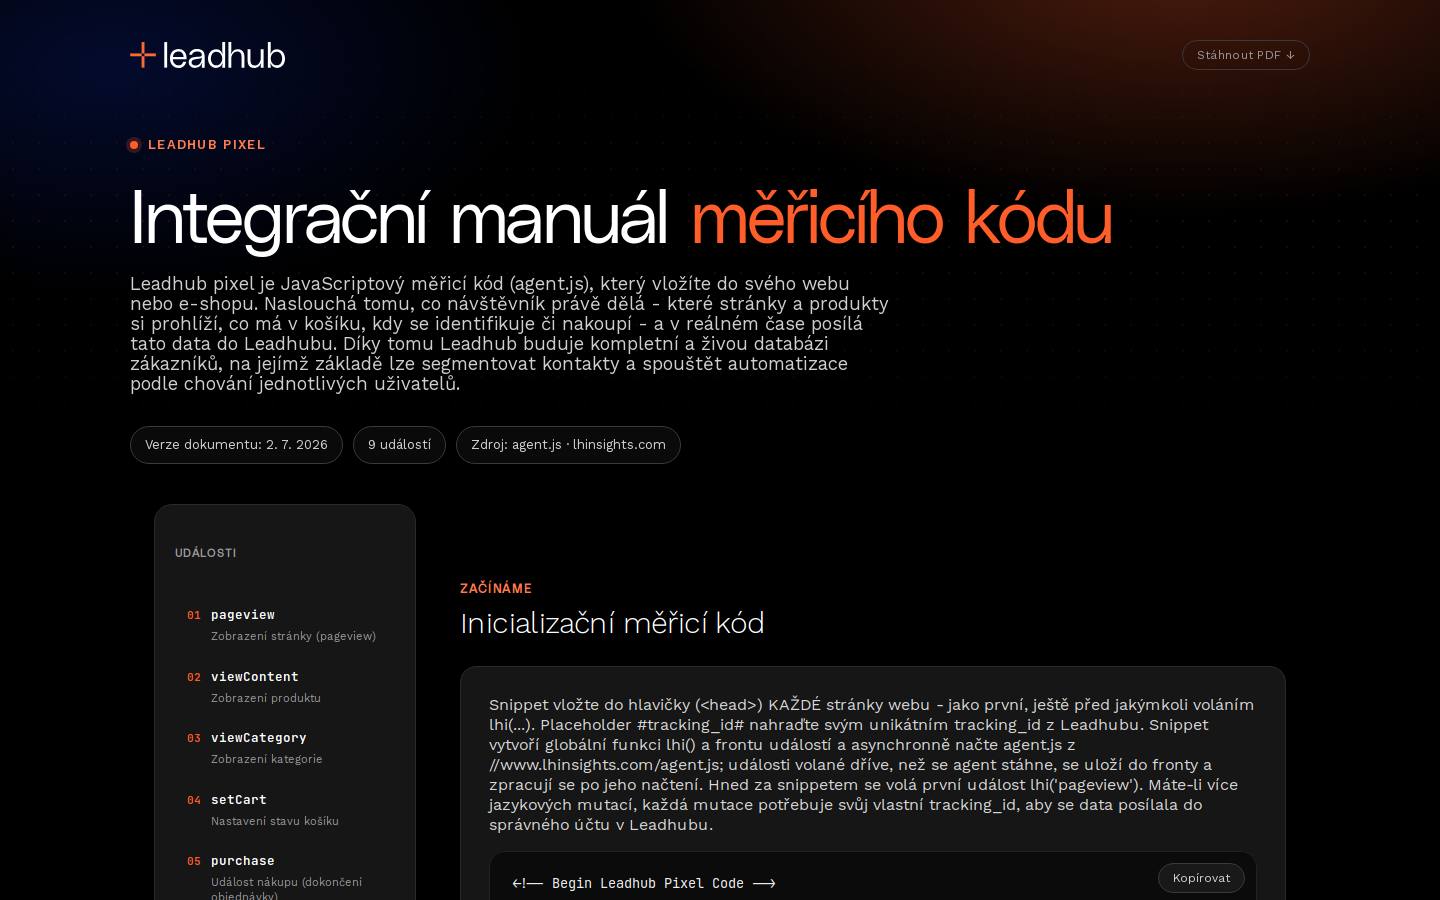 leadhub
Stáhnout PDF ↓
LEADHUB PIXEL
Integrační manuál měřicího kódu
Leadhub pixel je JavaScriptový měřicí kód (agent.js), který vložíte do svého webu
nebo e-shopu. Naslouchá tomu, co návštěvník právě dělá - které stránky a produkty
si prohlíží, co má v košíku, kdy se identifikuje či nakoupí - a v reálném čase posílá
tato data do Leadhubu. Díky tomu Leadhub buduje kompletní a živou databázi
zákazníků, na jejímž základě lze segmentovat kontakty a spouštět automatizace
podle chování jednotlivých uživatelů.
Verze dokumentu: 2. 7. 2026
9 událostí
Zdroj: agent.js · lhinsights.com
UDÁLOSTI
01 pageview
Zobrazení stránky (pageview)
02 viewContent
Zobrazení produktu
03 viewCategory
Zobrazení kategorie
04 setCart
Nastavení stavu košíku
05 purchase
Událost nákupu (dokončení
objednávky)
ZAČÍNÁME
Inicializační měřicí kód
Snippet vložte do hlavičky (<head>) KAŽDÉ stránky webu - jako první, ještě před jakýmkoli voláním
lhi(...). Placeholder #tracking_id# nahraďte svým unikátním tracking_id z Leadhubu. Snippet
vytvoří globální funkci lhi() a frontu událostí a asynchronně načte agent.js z
//www.lhinsights.com/agent.js; události volané dříve, než se agent stáhne, se uloží do fronty a
zpracují se po jeho načtení. Hned za snippetem se volá první událost lhi('pageview'). Máte-li více
jazykových mutací, každá mutace potřebuje svůj vlastní tracking_id, aby se data posílala do
správného účtu v Leadhubu.
Kopírovat
<!-- Begin Leadhub Pixel Code -->